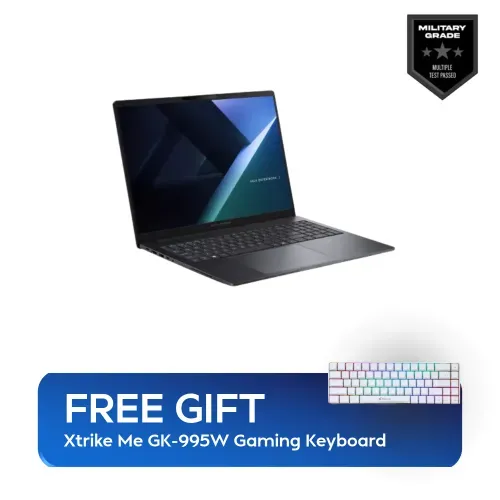 MILITARY
GRADE
MULTIPLE
TEST PASSED
FREE GIFT
Xtrike Me GK-995W Gaming Keyboard